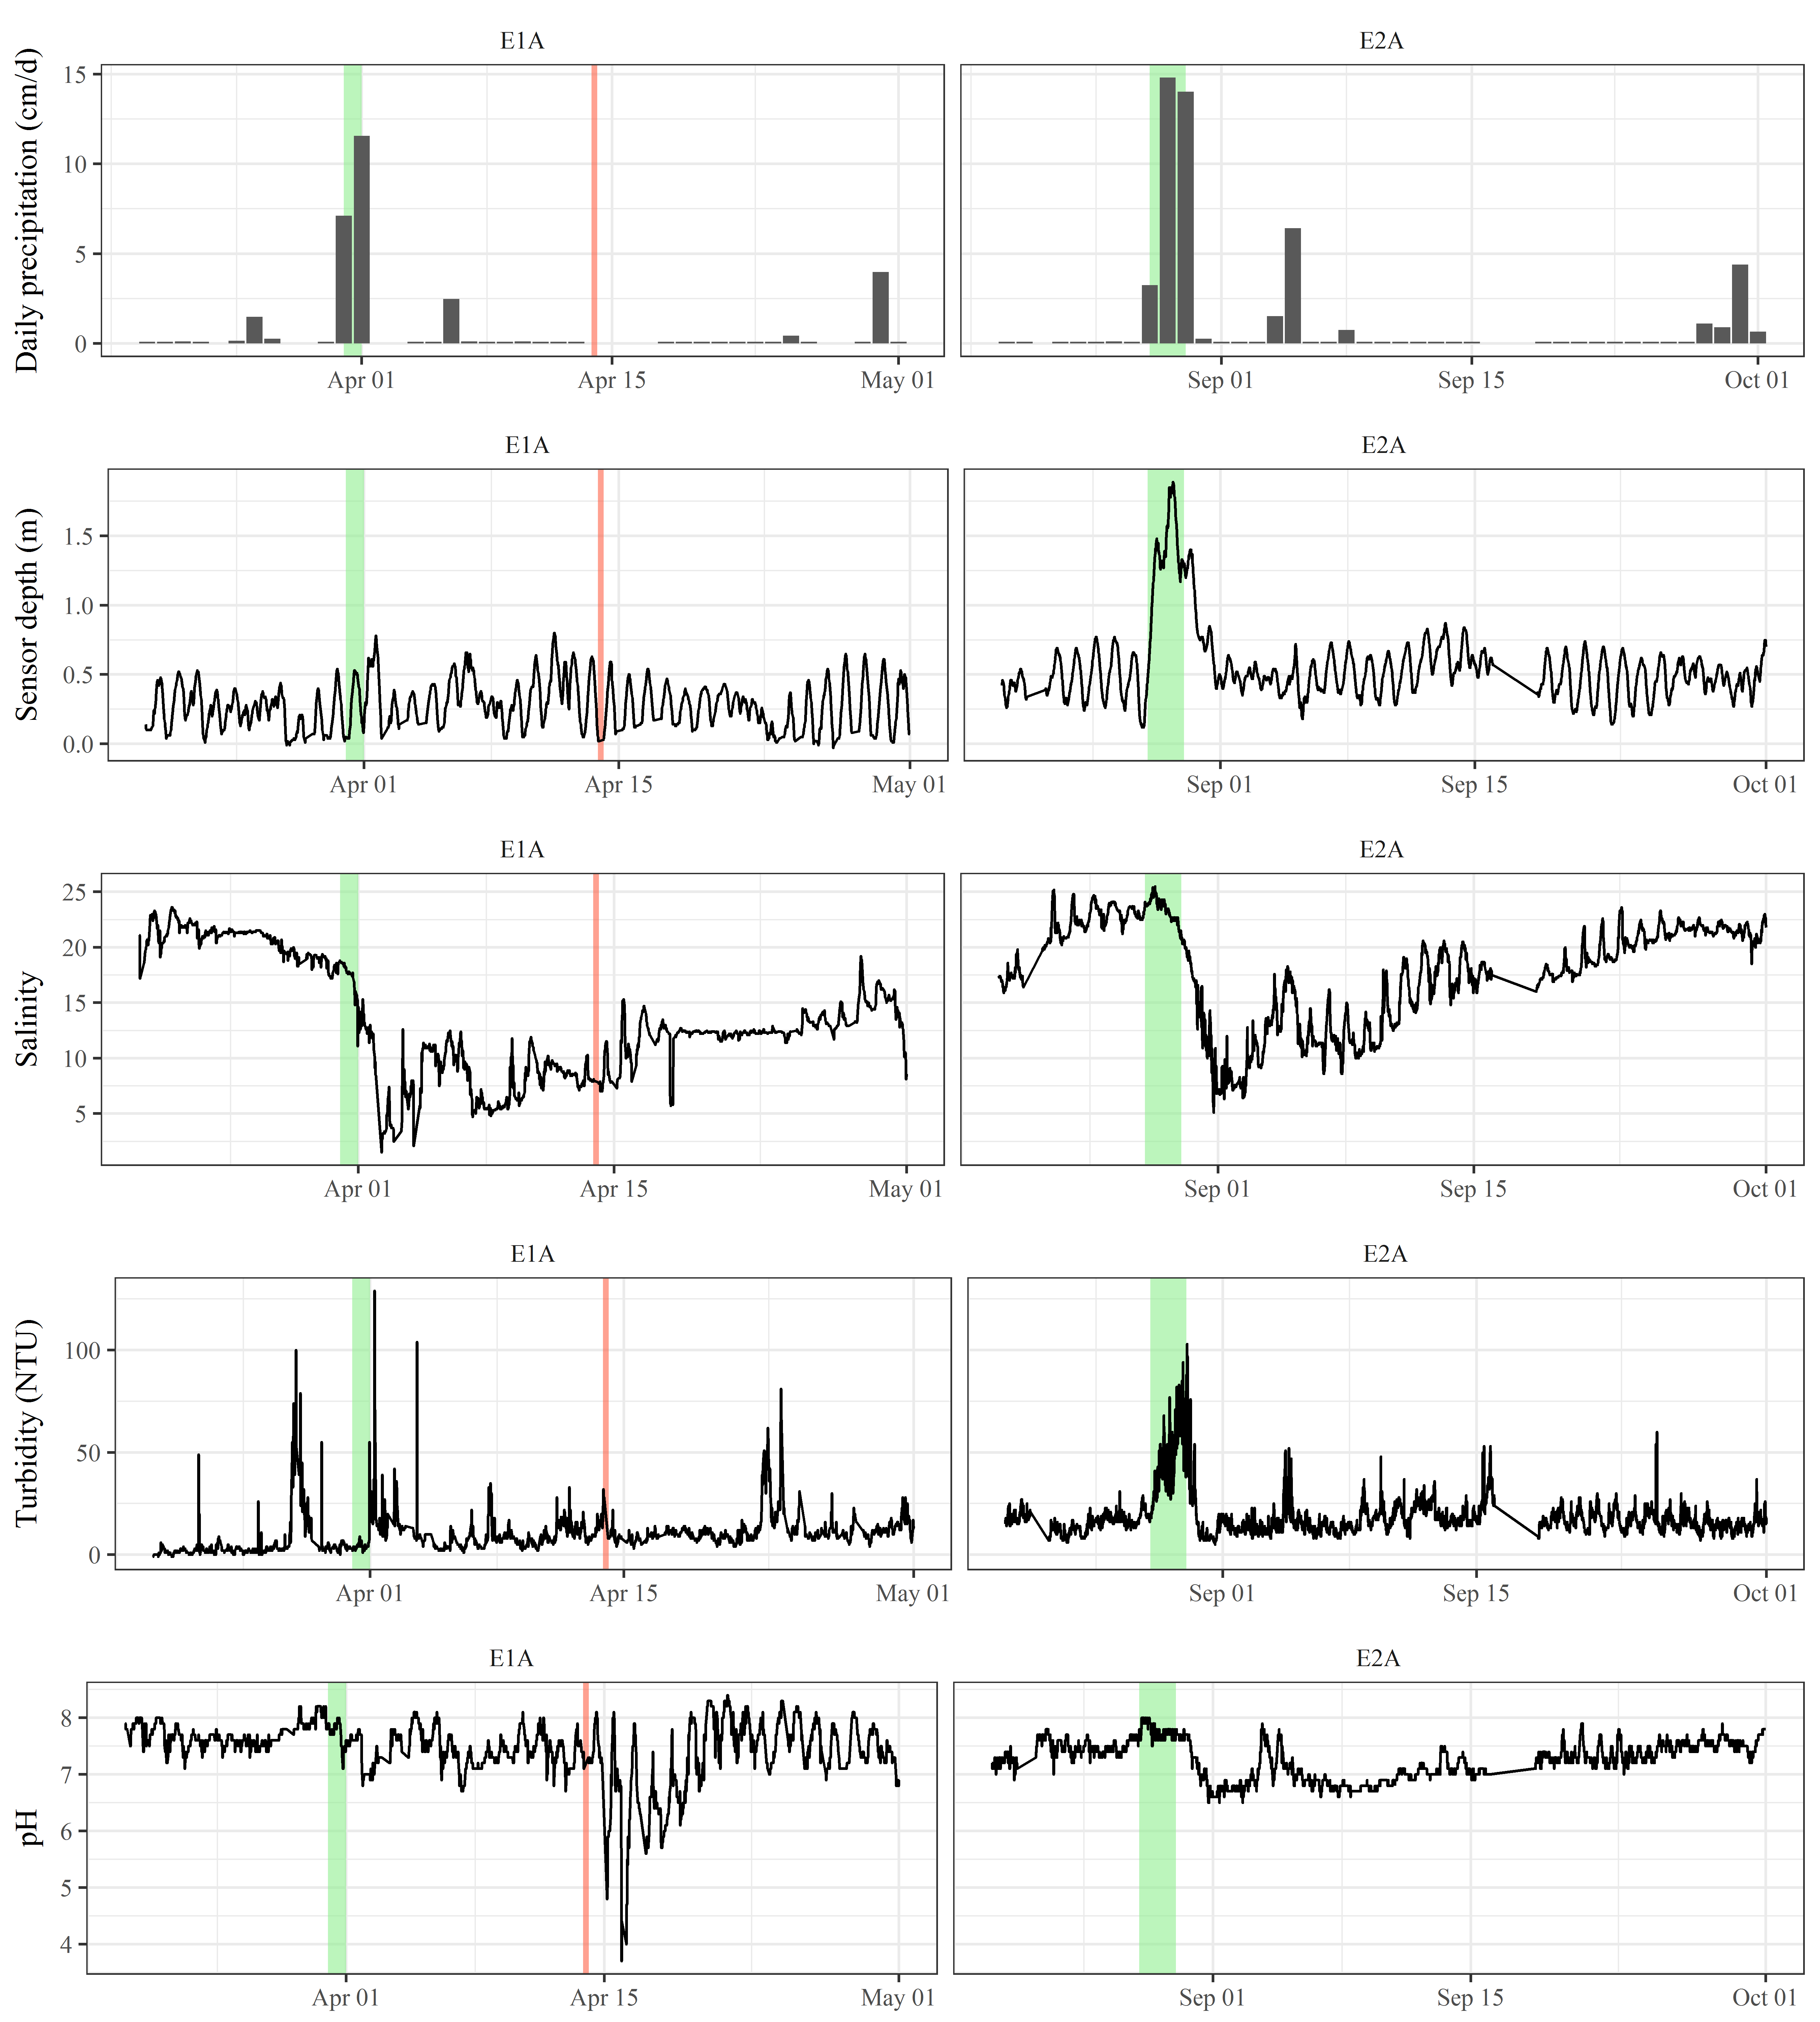 E1A E2A
Daily precipitation (cm/d)
15
10
5
0
Apr 01 Apr 15 May 01 Sep 01 Sep 15 Oct 01
E1A E2A
Sensor depth (m)
1.5
1.0
0.5
0.0
Apr 01 Apr 15 May 01 Sep 01 Sep 15 Oct 01
E1A E2A
Salinity
25
20
15
10
5
Apr 01 Apr 15 May 01 Sep 01 Sep 15 Oct 01
E1A E2A
Turbidity (NTU)
100
50
0
Apr 01 Apr 15 May 01 Sep 01 Sep 15 Oct 01
E1A E2A
pH
8
7
6
5
4
Apr 01 Apr 15 May 01 Sep 01 Sep 15 Oct 01